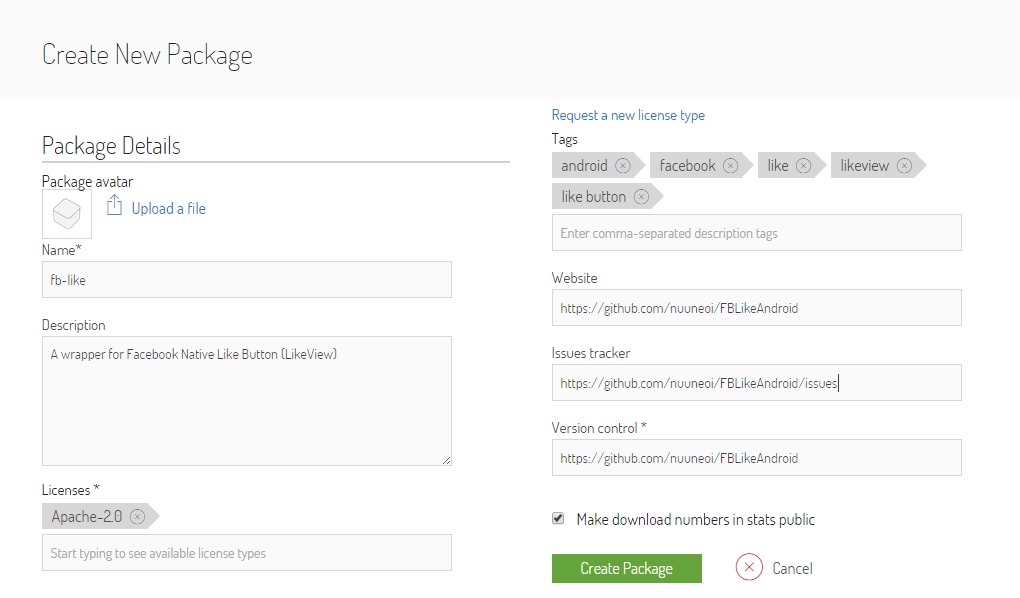 Create New Package
Package Details
Package avatar
Upload a file
Name*
fb-like
Description
A wrapper for Facebook Native Like Button (LikeView)
Licenses *
Apache-2.0
Start typing to see available license types
Request a new license type
Tags
android facebook like likeview
like button
Enter comma-separated description tags
Website
https://github.com/nuuneoi/FBLikeAndroid
Issues tracker
https://github.com/nuuneoi/FBLikeAndroid/issues
Version control *
https://github.com/nuuneoi/FBLikeAndroid
Make download numbers in stats public
Create Package Cancel